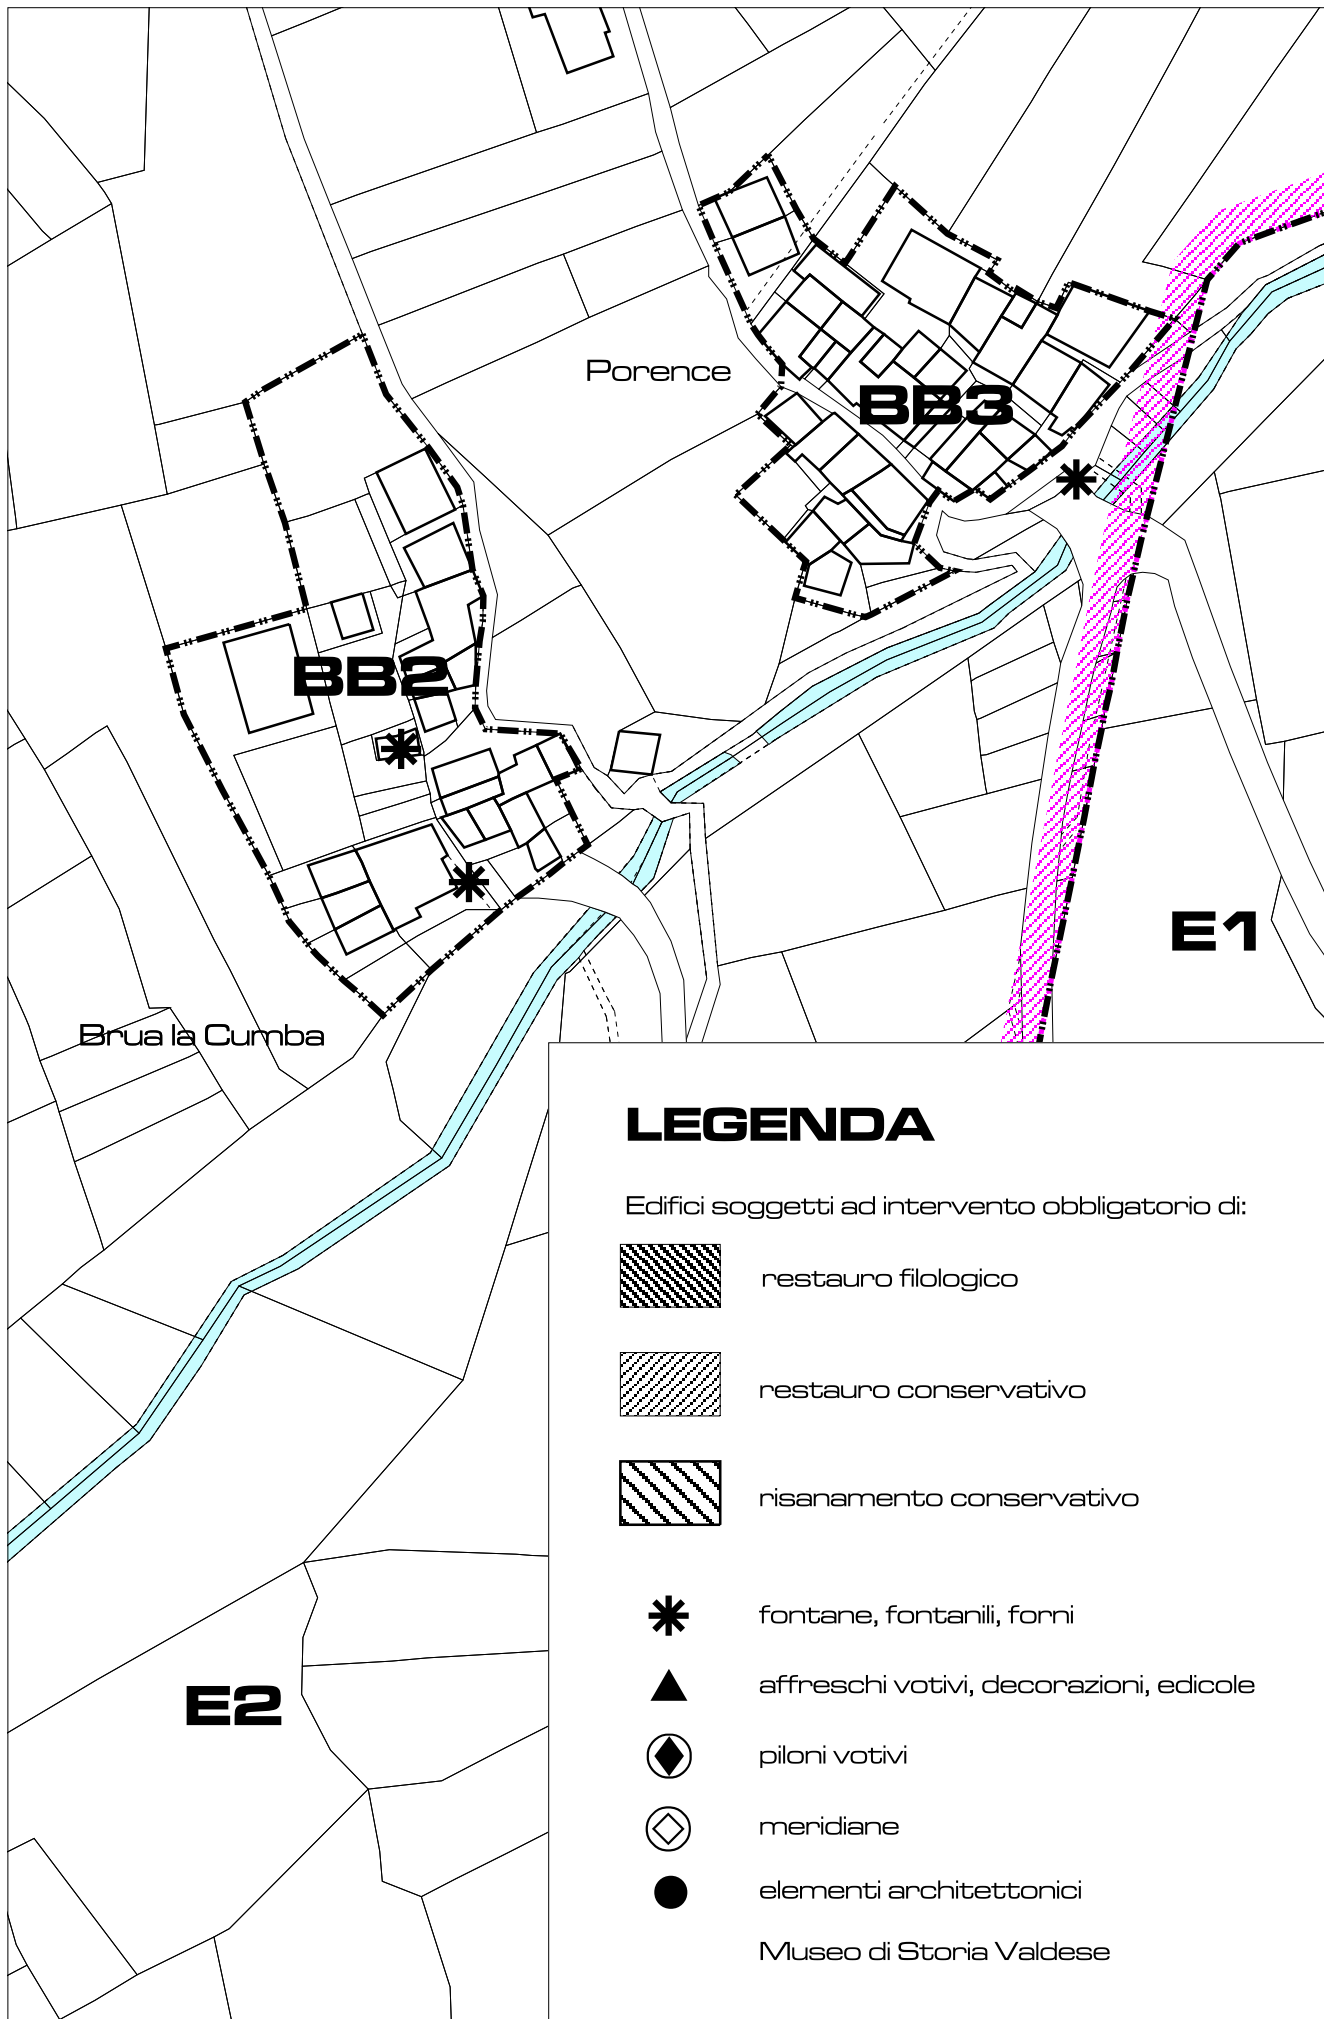 Porence
BB3
BB2
E1
Brua la Cumba
LEGENDA
Edifici soggetti ad intervento obbligatorio di:
restauro filologico
restauro conservativo
risanamento conservativo
fontane, fontanili, forni
affreschi votivi, decorazioni, edicole
E2
piloni votivi
meridiane
elementi architettonici
Museo di Storia Valdese